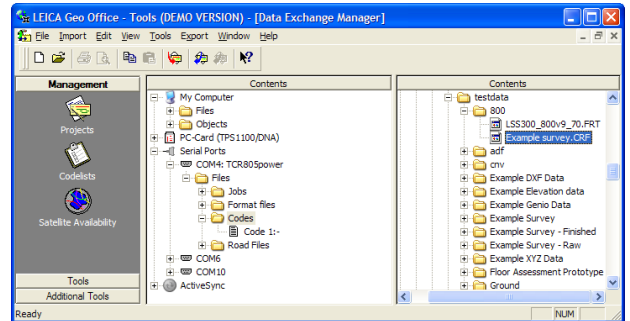 LEICA Geo Office - Tools (DEMO VERSION) - [Data Exchange Manager]
File Import Edit View Tools Export Window Help
Management
Projects
Codelists
Satellite Availability
Tools
Additional Tools
Contents
My Computer
Files
Objects
PC-Card (TPS1100/DNA)
Serial Ports
COM4: TCR805power
Files
Jobs
Format files
Codes
Code 1:-
Road Files
COM6
COM10
ActiveSync
Contents
testdata
800
LSS300_800v9_70.FRT
Example survey.CRF
adf
cnv
Example DXF Data
Example Elevation data
Example Genio Data
Example Survey
Example Survey - Finished
Example Survey - Raw
Example XYZ Data
Floor Assessment Prototype
Ground
Ready
NUM